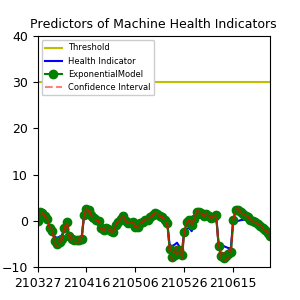 Predictors of Machine Health Indicators
40
30
20
10
0
−10
Threshold
Health Indicator
ExponentialModel
Confidence Interval
210327 210416 210506 210526 210615